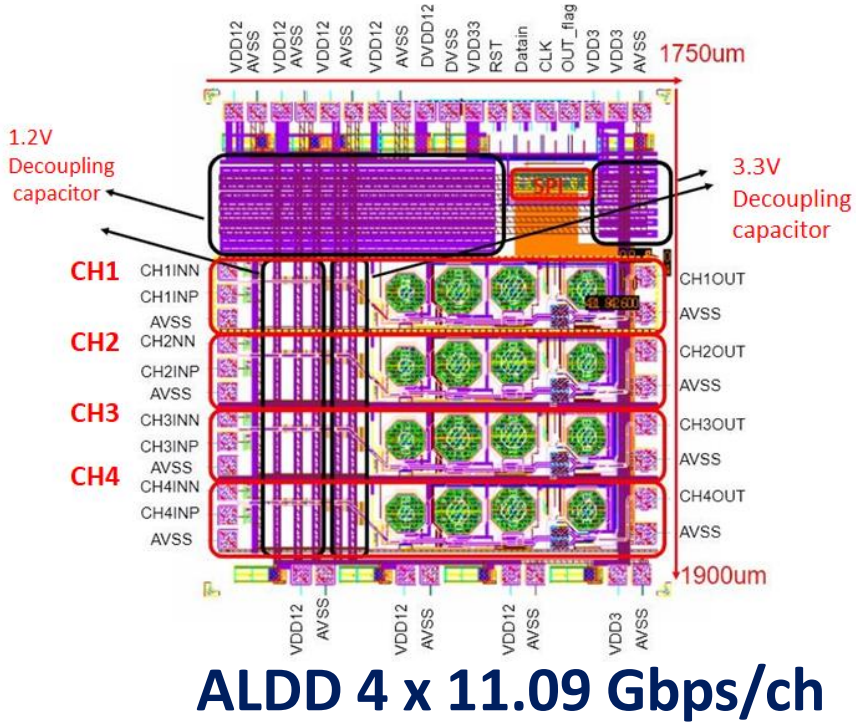 VDD12
AVSS
VDD12
AVSS
VDD12
AVSS
VDD12
AVSS
DVDD12
DVSS
VDD33
RST
Datain
CLK
OUT_flag
VDD3
VDD3
AVSS
1750um
1.2V
Decoupling
capacitor
SPI
3.3V
Decoupling
capacitor
CH1
CH1INN
CH1INP
AVSS
CH1OUT
AVSS
CH2
CH2NN
CH2INP
AVSS
CH2OUT
AVSS
CH3
CH3INN
CH3INP
AVSS
CH3OUT
AVSS
CH4
CH4INN
CH4INP
AVSS
CH4OUT
AVSS
1900um
VDD12
AVSS
VDD12
AVSS
VDD12
AVSS
VDD3
AVSS
ALDD 4 x 11.09 Gbps/ch